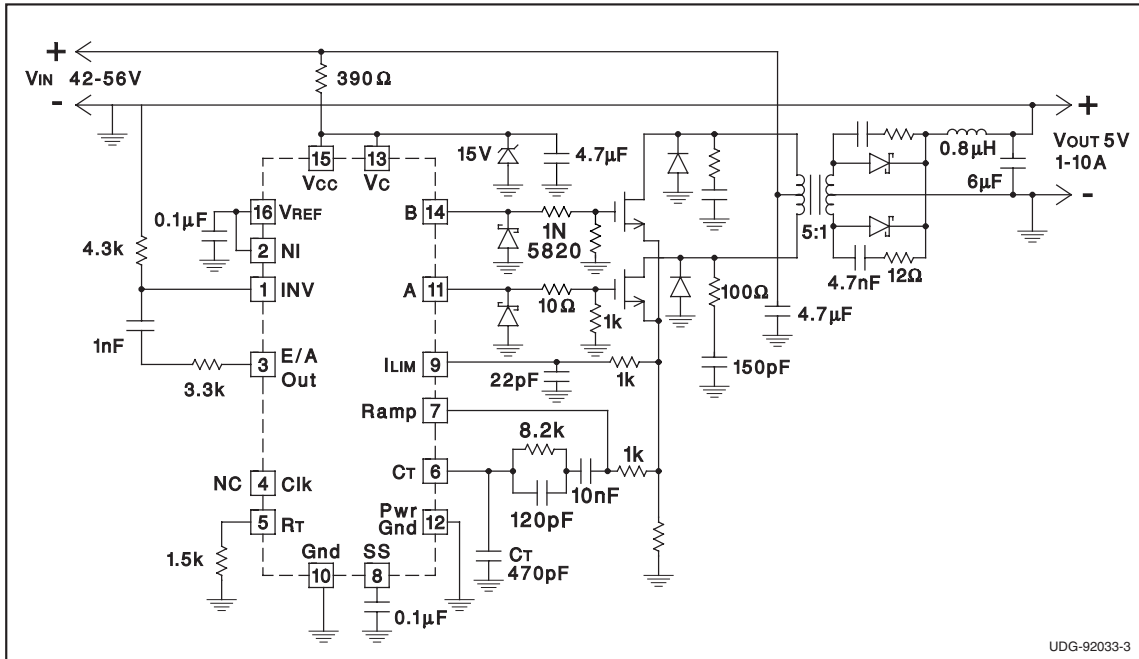 +
VIN 42-56V
-
390Ω
+
VOUT 5V
1-10A
-
15V
4.7µF
0.8µH
6µF
15
VCC
13
VC
0.1µF
16 VREF
B 14
1N
5820
5:1
4.3k
2 NI
1 INV
A 11
10Ω
1k
100Ω
4.7nF
12Ω
4.7µF
1nF
3 E/A
Out
3.3k
ILIM 9
22pF
1k
150pF
Ramp 7
8.2k
CT 6
10nF
1k
120pF
NC 4 Clk
5 RT
Pwr
Gnd 12
1.5k
Gnd
10
SS
8
CT
470pF
0.1µF
UDG-92033-3